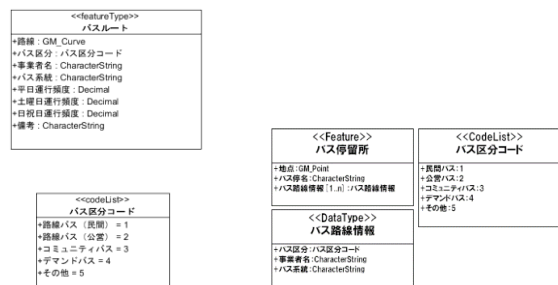 <<featureType>>
バスルート
+路線 : GM_Curve
+バス区分 : バス区分コード
+事業者名 : CharacterString
+バス系統 : CharacterString
+平日運行頻度 : Decimal
+土曜日運行頻度 : Decimal
+日祝日運行頻度 : Decimal
+備考 : CharacterString
<<codeList>>
バス区分コード
+路線バス（民間） = 1
+路線バス（公営） = 2
+コミュニティバス = 3
+デマンドバス = 4
+その他 = 5
<<Feature>>
バス停留所
+地点:GM_Point
+バス停名:CharacterString
+バス路線情報[1..n]:バス路線情報
<<DataType>>
バス路線情報
+バス区分:バス区分コード
+事業者名:CharacterString
+バス系統:CharacterString
<<CodeList>>
バス区分コード
+民間バス:1
+公営バス:2
+コミュニティバス:3
+デマンドバス:4
+その他:5